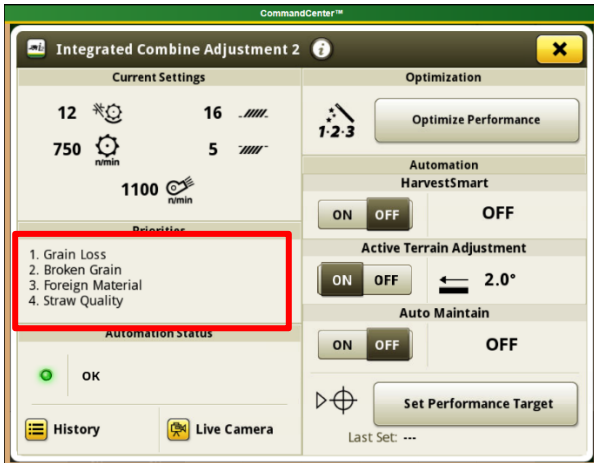 CommandCenter™
Integrated Combine Adjustment 2 i
Current Settings
12 16
750 n/min 5
1100 n/min
Priorities
1. Grain Loss
2. Broken Grain
3. Foreign Material
4. Straw Quality
Automation Status
OK
History Live Camera
Optimization
1·2·3 Optimize Performance
Automation
HarvestSmart
ON OFF OFF
Active Terrain Adjustment
ON OFF 2.0°
Auto Maintain
ON OFF OFF
Set Performance Target
Last Set: ---